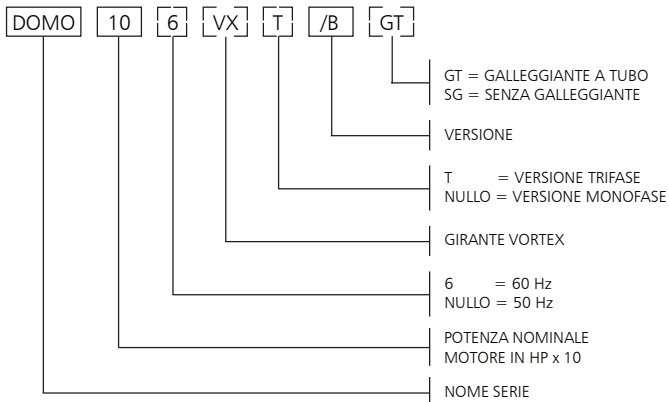 DOMO 10 6 VX T /B GT
GT = GALLEGGIANTE A TUBO
SG = SENZA GALLEGGIANTE
VERSIONE
T = VERSIONE TRIFASE
NULLO = VERSIONE MONOFASE
GIRANTE VORTEX
6 = 60 Hz
NULLO = 50 Hz
POTENZA NOMINALE
MOTORE IN HP x 10
NOME SERIE